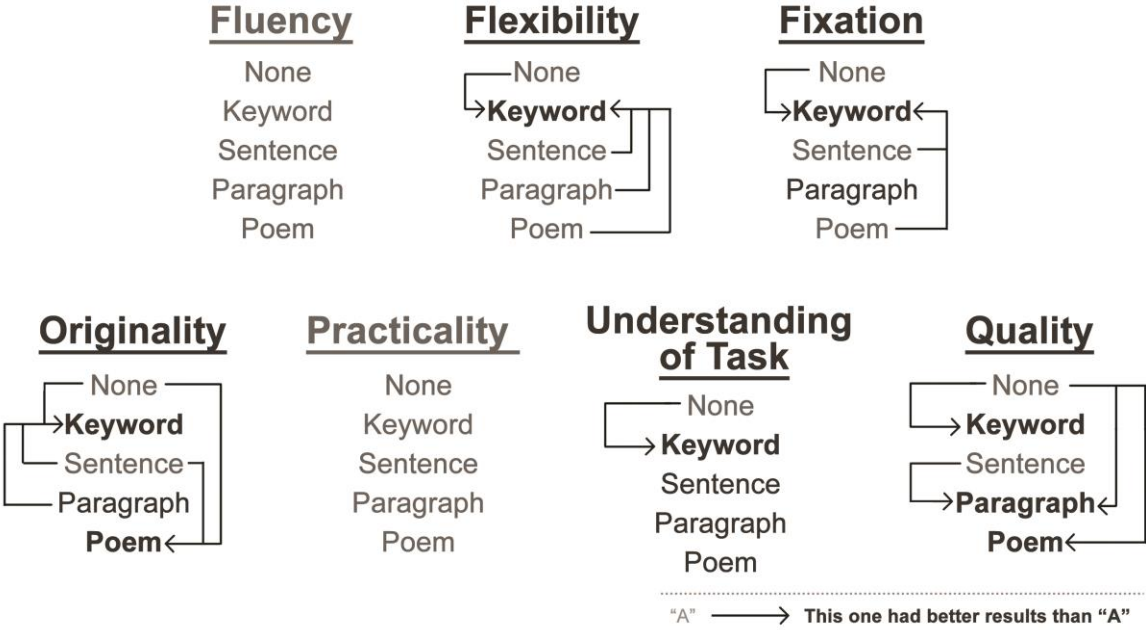 Fluency
None
Keyword
Sentence
Paragraph
Poem
Flexibility
None
Keyword
Sentence
Paragraph
Poem
Fixation
None
Keyword
Sentence
Paragraph
Poem
Originality
None
Keyword
Sentence
Paragraph
Poem
Practicality
None
Keyword
Sentence
Paragraph
Poem
Understanding
of Task
None
Keyword
Sentence
Paragraph
Poem
Quality
None
Keyword
Sentence
Paragraph
Poem
“A” This one had better results than “A”